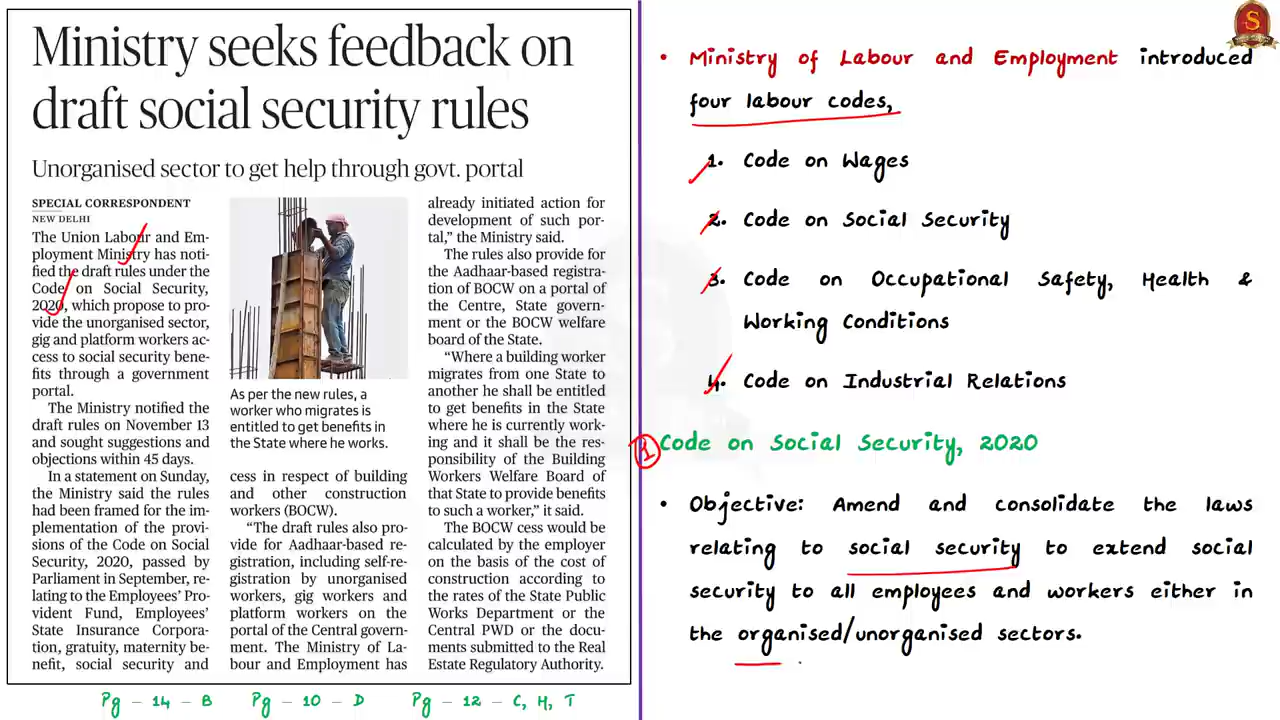 Ministry seeks feedback on
draft social security rules
Unorganised sector to get help through govt. portal
SPECIAL CORRESPONDENT
NEW DELHI
The Union Labour and Em-
ployment Ministry has noti-
fied the draft rules under the
Code on Social Security,
2020, which propose to pro-
vide the unorganised sector,
gig and platform workers ac-
cess to social security bene-
fits through a government
portal.
The Ministry notified the
draft rules on November 13
and sought suggestions and
objections within 45 days.
In a statement on Sunday,
the Ministry said the rules
had been framed for the im-
plementation of the provi-
sions of the Code on Social
Security, 2020, passed by
Parliament in September, re-
lating to the Employees' Pro-
vident Fund, Employees'
State Insurance Corpora-
tion, gratuity, maternity be-
nefit, social security and
As per the new rules, a
worker who migrates is
entitled to get benefits in
the State where he works.
cess in respect of building
and other construction
workers (BOCW).
"The draft rules also pro-
vide for Aadhaar-based re-
gistration, including self-re-
gistration by unorganised
workers, gig workers and
platform workers on the
portal of the Central govern-
ment. The Ministry of La-
bour and Employment has
already initiated action for
development of such por-
tal," the Ministry said.
The rules also provide for
the Aadhaar-based registra-
tion of BOCW on a portal of
the Centre, State govern-
ment or the BOCW welfare
board of the State.
"Where a building worker
migrates from one State to
another he shall be entitled
to get benefits in the State
where he is currently work-
ing and it shall be the res-
ponsibility of the Building
Workers Welfare Board of
that State to provide benefits
to such a worker," it said.
The BOCW cess would be
calculated by the employer
on the basis of the cost of
construction according to
the rates of the State Public
Works Department or the
Central PWD or the docu-
ments submitted to the Real
Estate Regulatory Authority.
Pg - 14 - B Pg - 10 - D Pg - 12 - C, H, T
• Ministry of Labour and Employment introduced
four labour codes,
1. Code on Wages
2. Code on Social Security
3. Code on Occupational Safety, Health &
Working Conditions
4. Code on Industrial Relations
1 Code on Social Security, 2020
• Objective: Amend and consolidate the laws
relating to social security to extend social
security to all employees and workers either in
the organised/unorganised sectors.
S